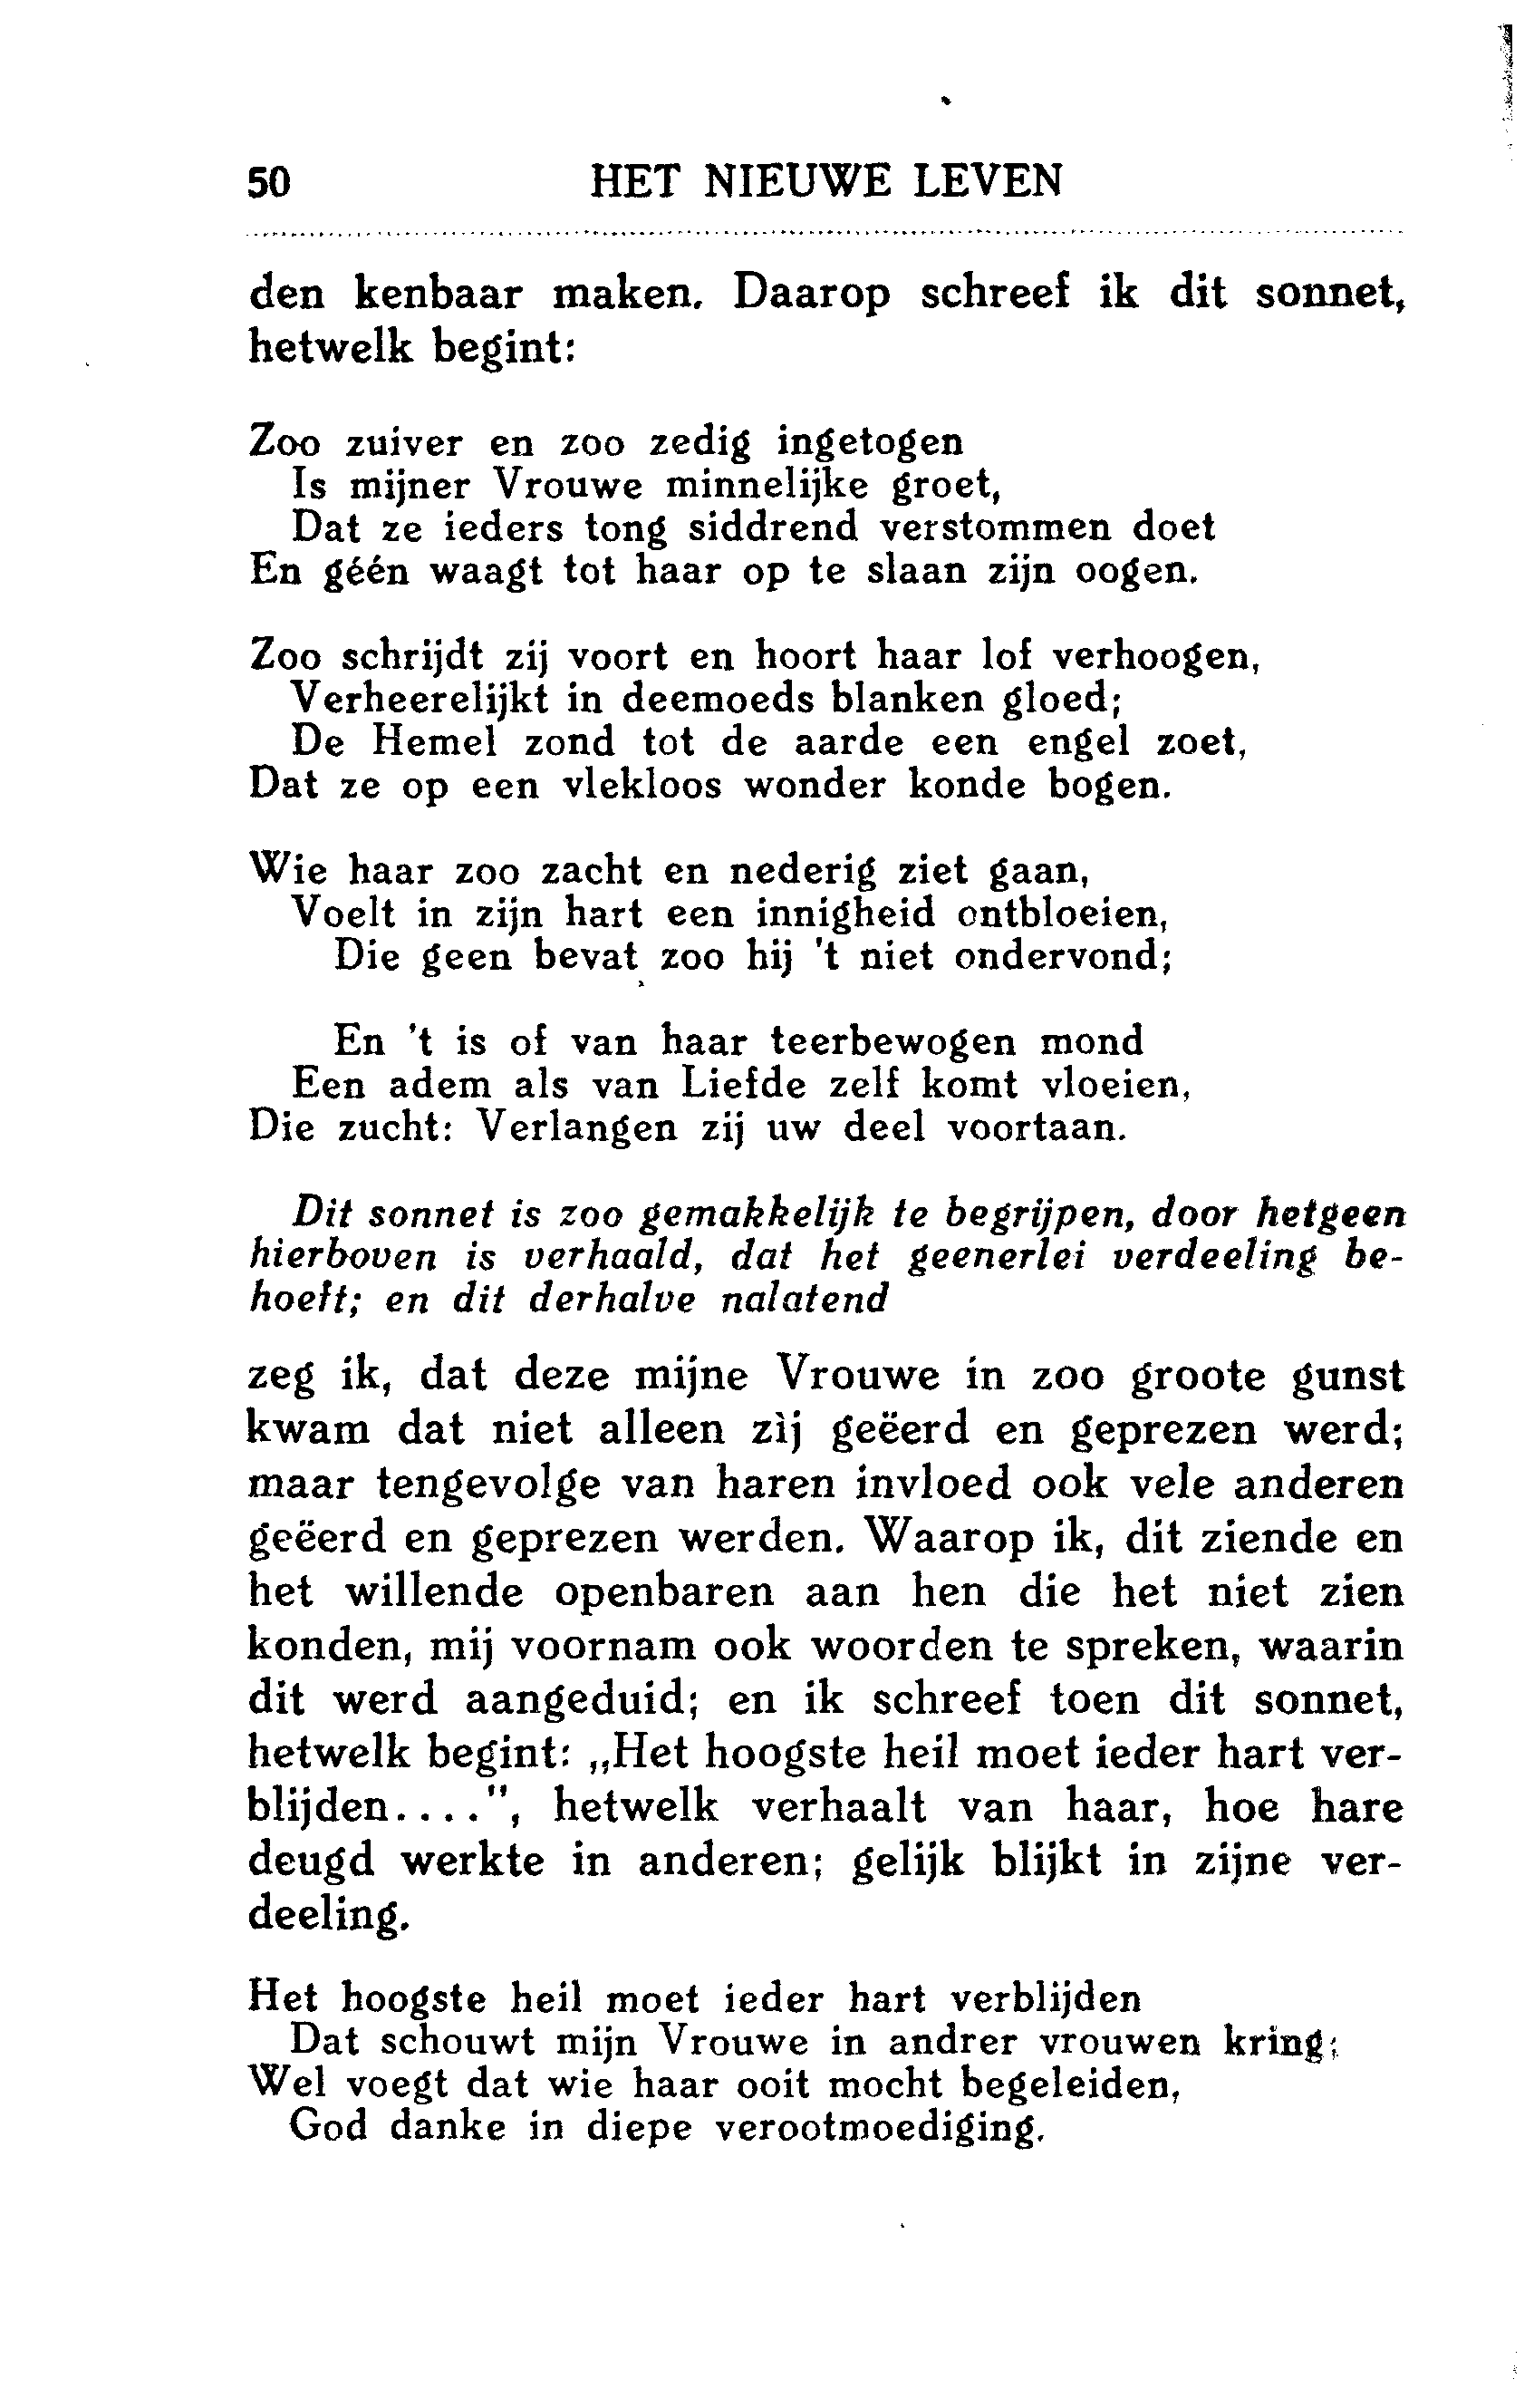 50 HET NIEUWE LEVEN
den kenbaar maken. Daarop schreef ik dit sonnet,
hetwelk begint:
Zoo zuiver en zoo zedig ingetogen
Is mijner Vrouwe minnelijke groet,
Dat ze ieders tong siddrend verstommen doet
En géén waagt tot haar op te slaan zijn oogen.
Zoo schrijdt zij voort en hoort haar lof verhoogen,
Verheerelijkt in deemoeds blanken gloed;
De Hemel zond tot de aarde een engel zoet,
Dat ze op een vlekloos wonder konde bogen.
Wie haar zoo zacht en nederig ziet gaan,
Voelt in zijn hart een innigheid ontbloeien,
Die geen bevat zoo hij 't niet ondervond;
En 't is of van haar teerbewogen mond
Een adem als van Liefde zelf komt vloeien,
Die zucht: Verlangen zij uw deel voortaan.
Dit sonnet is zoo gemakkelijk te begrijpen, door hetgeen
hierboven is verhaald, dat het geenerlei verdeeling be-
hoeft; en dit derhalve nalatend
zeg ik, dat deze mijne Vrouwe in zoo groote gunst
kwam dat niet alleen zìj geëerd en geprezen werd;
maar tengevolge van haren invloed ook vele anderen
geëerd en geprezen werden. Waarop ik, dit ziende en
het willende openbaren aan hen die het niet zien
konden, mij voornam ook woorden te spreken, waarin
dit werd aangeduid; en ik schreef toen dit sonnet,
hetwelk begint: „Het hoogste heil moet ieder hart ver-
blijden....", hetwelk verhaalt van haar, hoe hare
deugd werkte in anderen; gelijk blijkt in zijne ver-
deeling.
Het hoogste heil moet ieder hart verblijden
Dat schouwt mijn Vrouwe in andrer vrouwen kring;
Wel voegt dat wie haar ooit mocht begeleiden,
God danke in diepe verootmoediging.